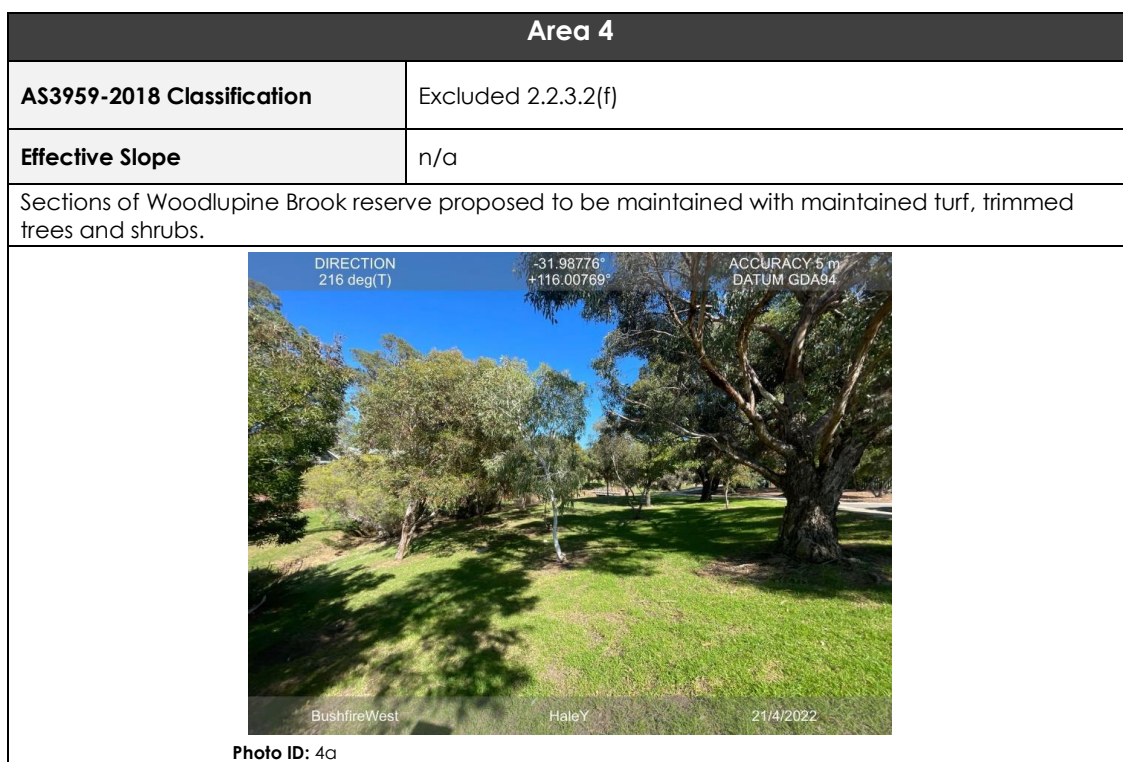 Area 4
AS3959-2018 Classification
Excluded 2.2.3.2(f)
Effective Slope
n/a
Sections of Woodlupine Brook reserve proposed to be maintained with maintained turf, trimmed
trees and shrubs.
DIRECTION
216 deg(T)
-31.98776°
+116.00769°
ACCURACY 5 m
DATUM GDA94
BushfireWest
HaleY
21/4/2022
Photo ID: 4a